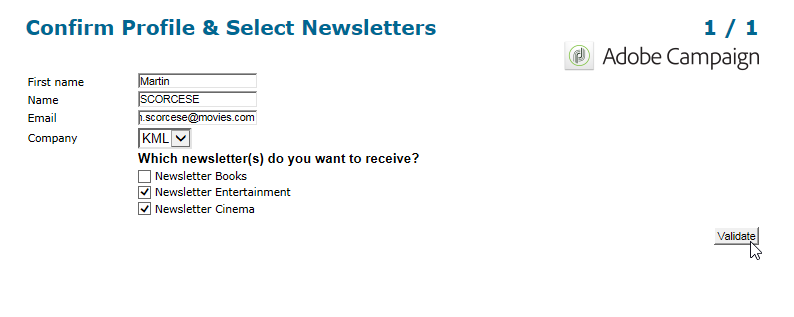 Confirm Profile & Select Newsletters 1 / 1
Adobe Campaign
First name Martin
Name SCORCESE
Email .scorcese@movies.com
Company KML
Which newsletter(s) do you want to receive?
Newsletter Books
Newsletter Entertainment
Newsletter Cinema
Validate